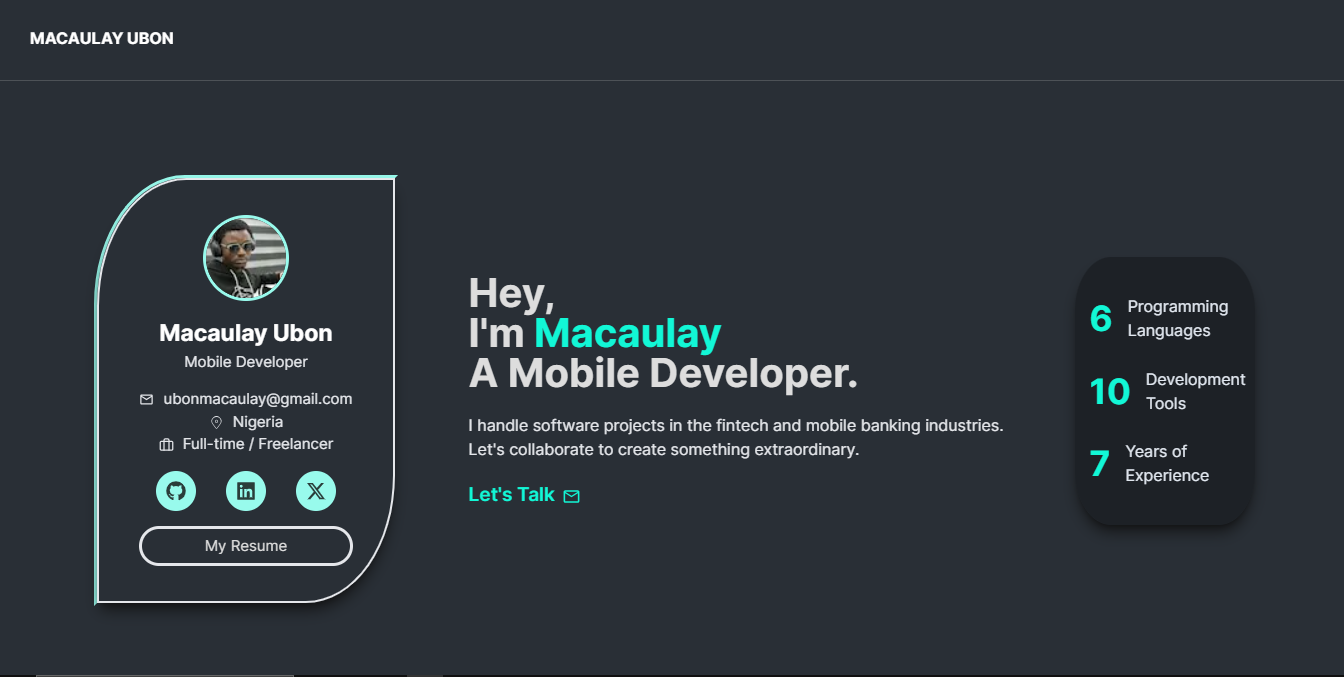 MACAULAY UBON
Macaulay Ubon
Mobile Developer
ubonmacaulay@gmail.com
Nigeria
Full-time / Freelancer
My Resume
Hey,
I'm Macaulay
A Mobile Developer.
I handle software projects in the fintech and mobile banking industries.
Let's collaborate to create something extraordinary.
Let's Talk
6 Programming
Languages
10 Development
Tools
7 Years of
Experience